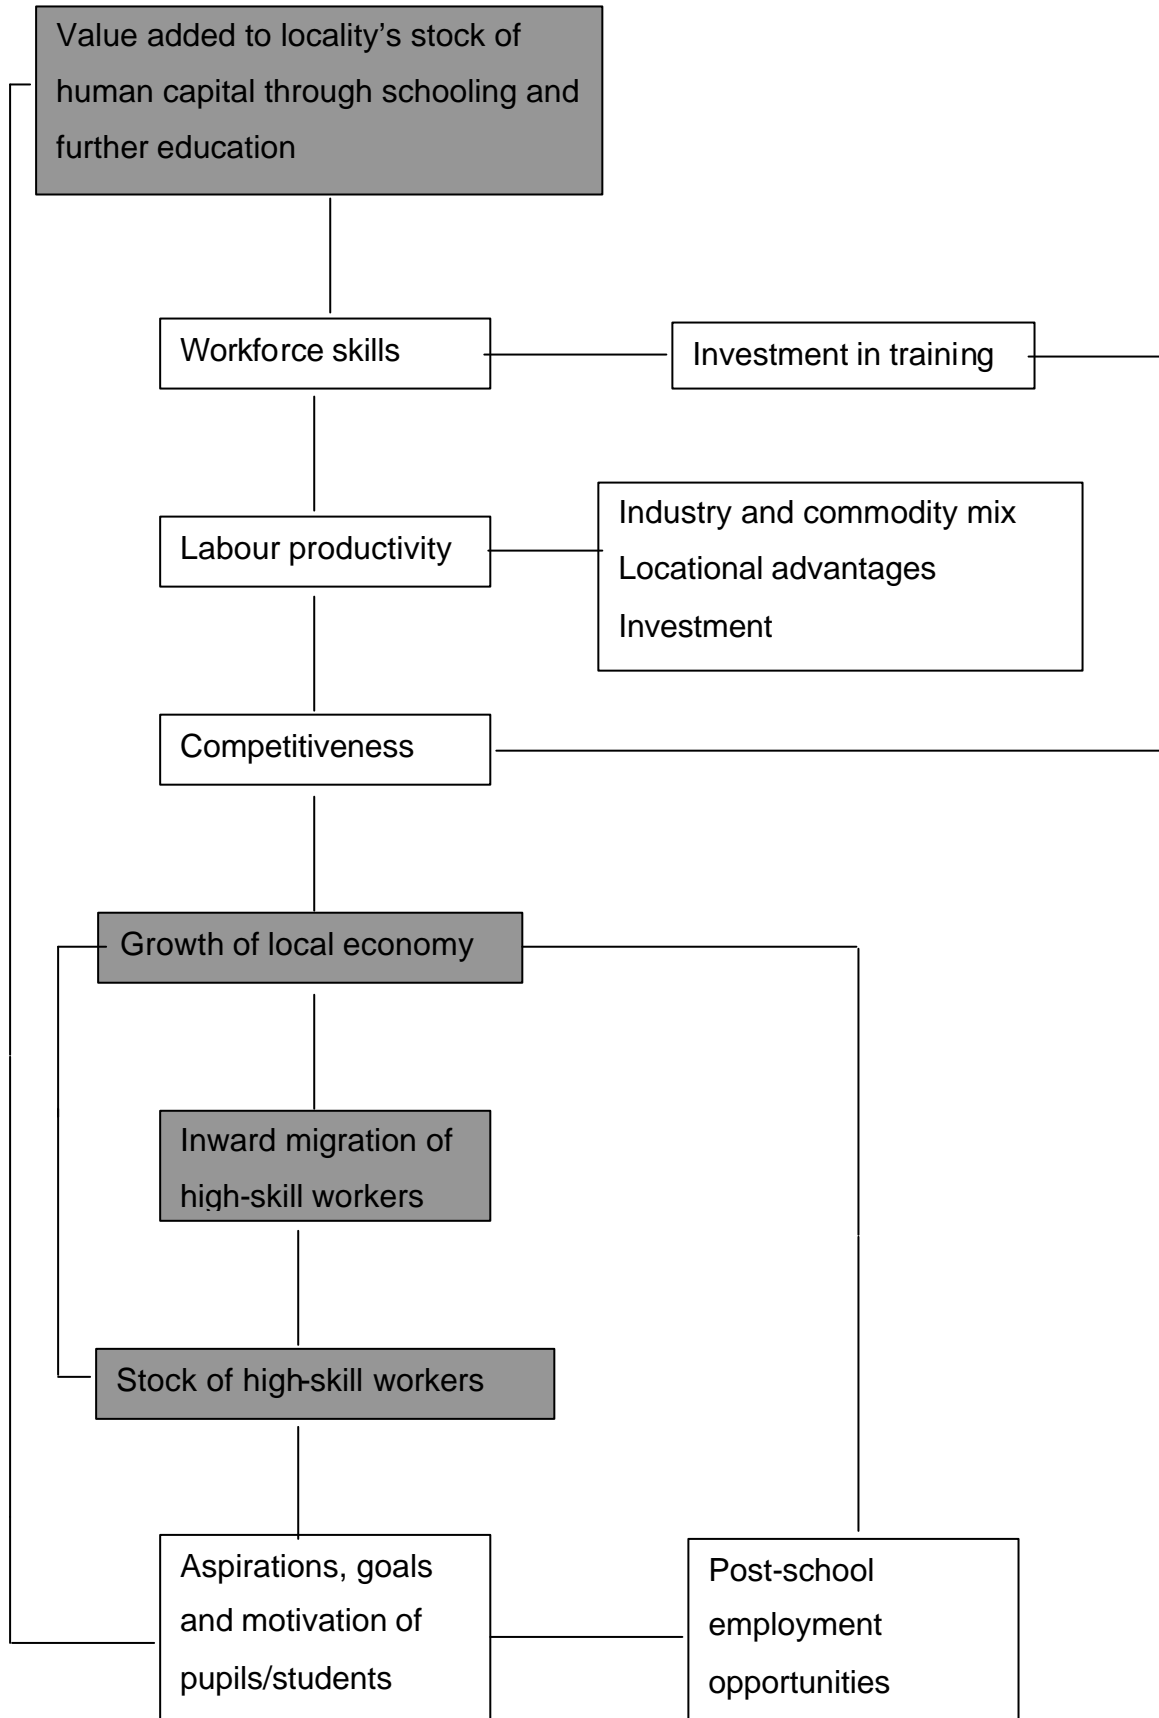 Value added to locality’s stock of
human capital through schooling and
further education
Workforce skills
Investment in training
Labour productivity
Industry and commodity mix
Locational advantages
Investment
Competitiveness
Growth of local economy
Inward migration of
high-skill workers
Stock of high-skill workers
Aspirations, goals
and motivation of
pupils/students
Post-school
employment
opportunities